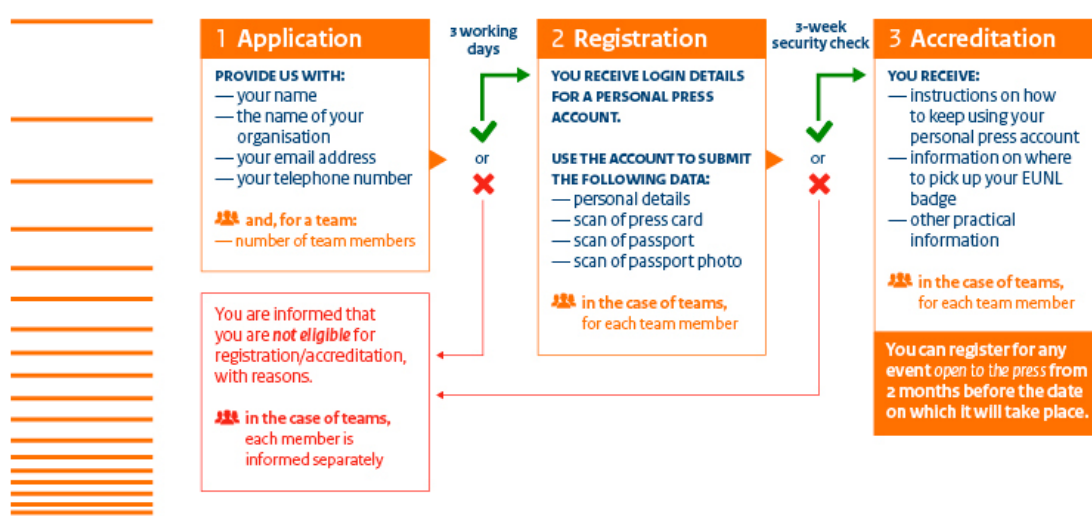 1 Application
PROVIDE US WITH:
— your name
— the name of your
organisation
— your email address
— your telephone number
and, for a team:
— number of team members
3 working
days
or
2 Registration
YOU RECEIVE LOGIN DETAILS
FOR A PERSONAL PRESS
ACCOUNT.
USE THE ACCOUNT TO SUBMIT
THE FOLLOWING DATA:
— personal details
— scan of press card
— scan of passport
— scan of passport photo
in the case of teams,
for each team member
3-week
security check
or
3 Accreditation
YOU RECEIVE:
— instructions on how
to keep using your
personal press account
— information on where
to pick up your EUNL
badge
— other practical
information
in the case of teams,
for each team member
You can register for any
event open to the press from
2 months before the date
on which it will take place.
You are informed that
you are not eligible for
registration/accreditation,
with reasons.
in the case of teams,
each member is
informed separately